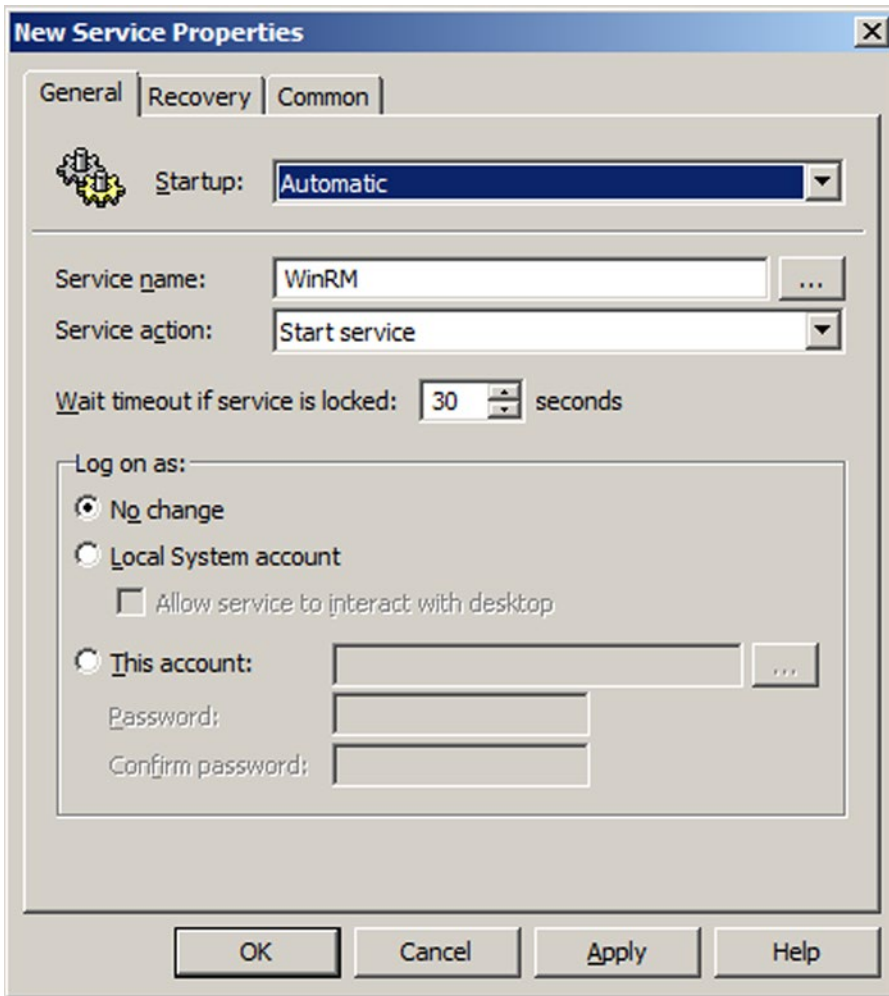 New Service Properties
General Recovery Common
Startup: Automatic
Service name: WinRM ...
Service action: Start service
Wait timeout if service is locked: 30 seconds
Log on as:
No change
Local System account
Allow service to interact with desktop
This account: ...
Password:
Confirm password:
OK Cancel Apply Help